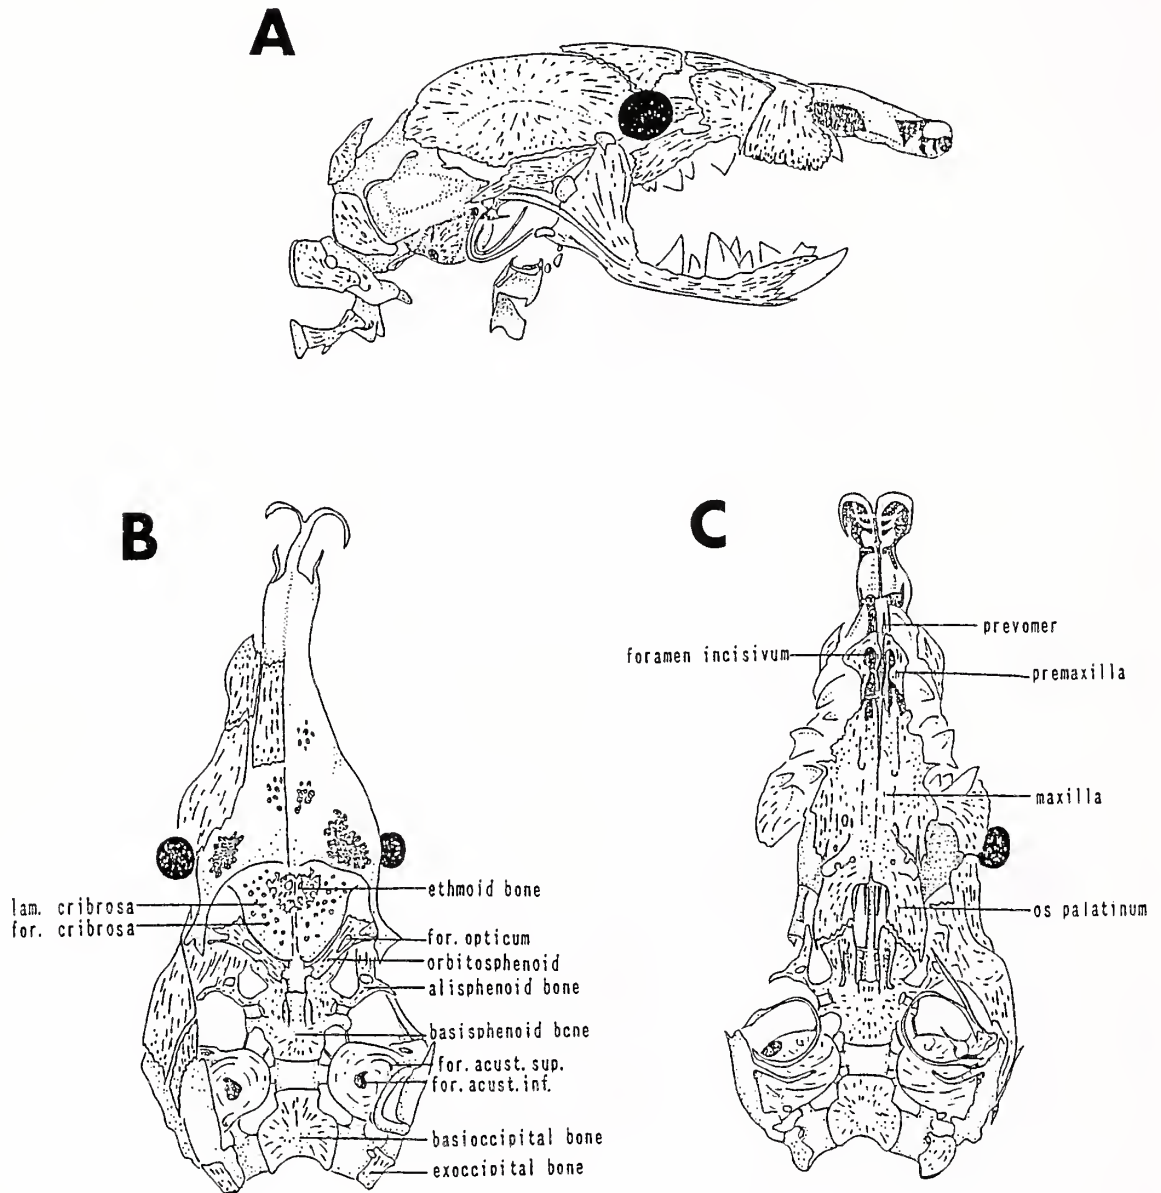 A
B
C
prevomer
foramen incisivum
premaxilla
maxilla
os palatinum
ethmoid bone
lam. cribrosa
for. cribrosa
for. opticum
orbitosphenoid
alisphenoid bone
basisphenoid bone
for. acust. sup.
for. acust. inf.
basioccipital bone
exoccipital bone